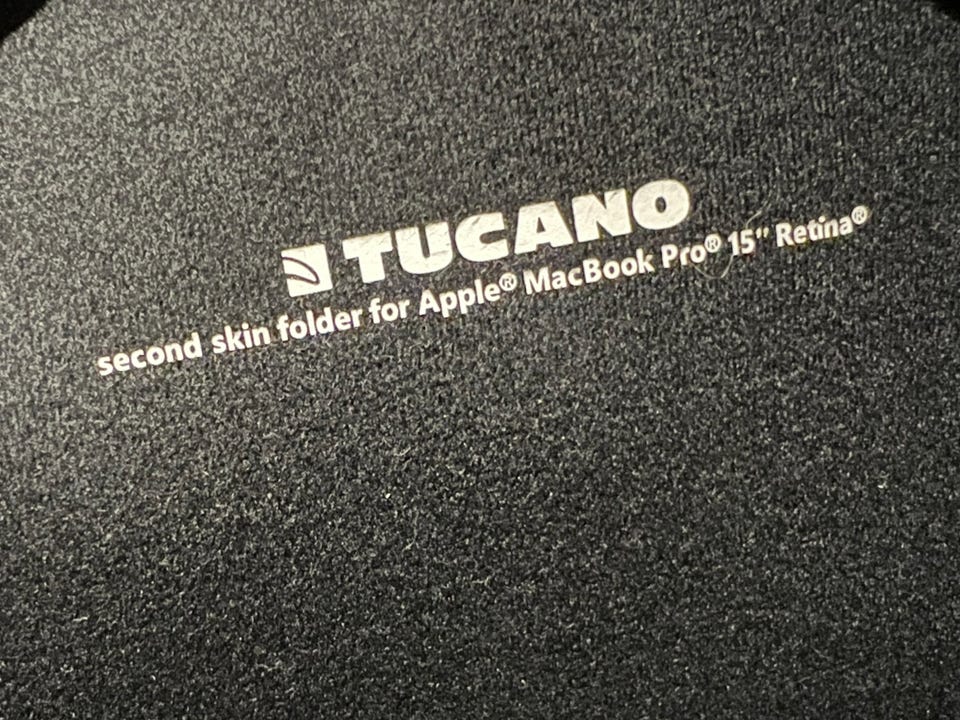 TUCANO
second skin folder for Apple® MacBook Pro® 15" Retina®